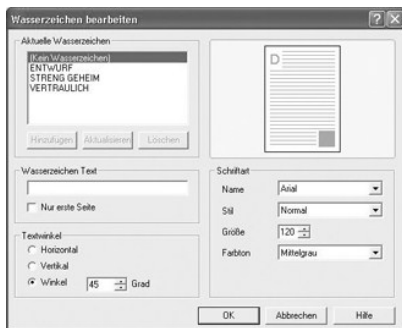 Wasserzeichen bearbeiten
Aktuelle Wasserzeichen
(Kein Wasserzeichen)
ENTWURF
STRENG GEHEIM
VERTRAULICH
Hinzufügen Aktualisieren Löschen
D
Wasserzeichen Text
Nur erste Seite
Textwinkel
Horizontal
Vertikal
Winkel 45 Grad
Schriftart
Name Arial
Stil Normal
Größe 120
Farbton Mittelgrau
OK Abbrechen Hilfe